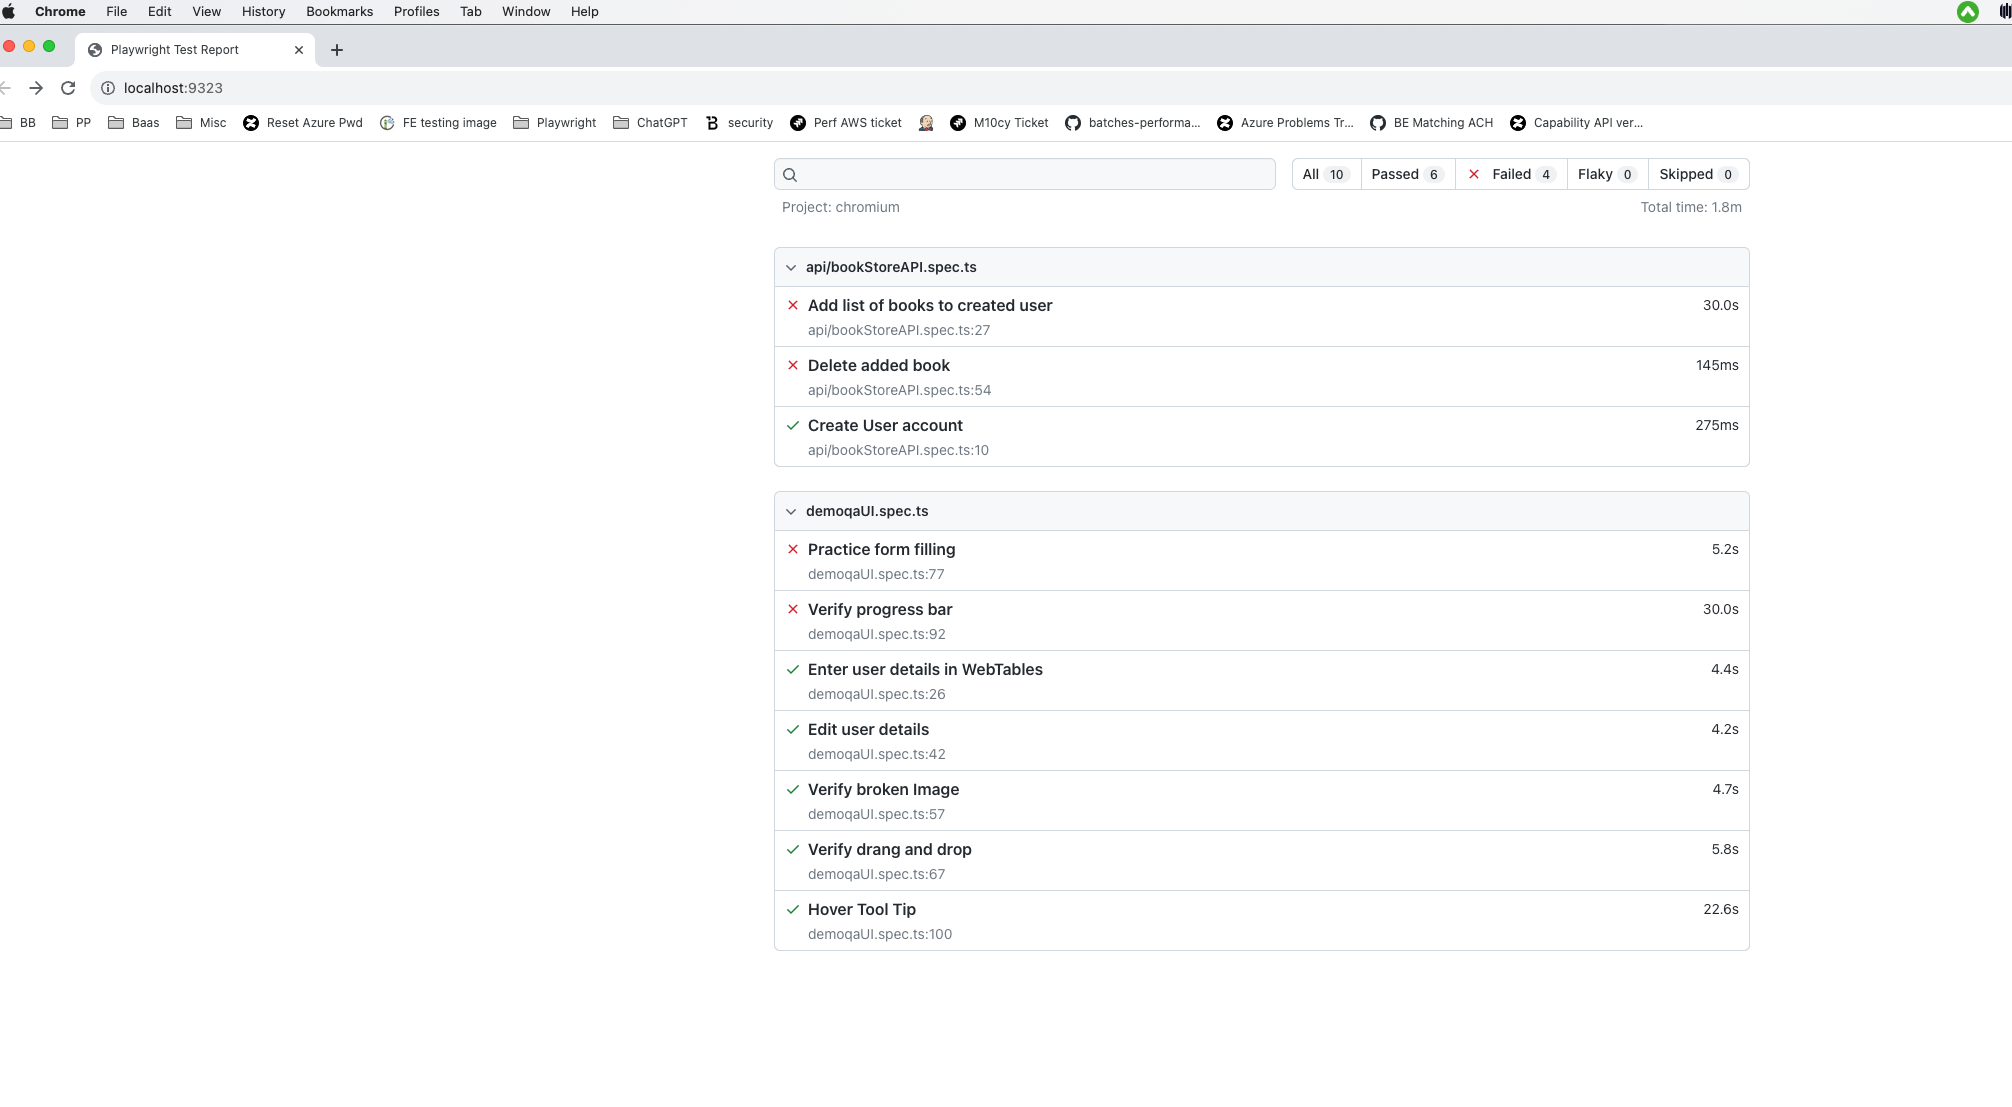 Chrome File Edit View History Bookmarks Profiles Tab Window Help
Playwright Test Report
localhost:9323
BB PP Baas Misc Reset Azure Pwd FE testing image Playwright ChatGPT security Perf AWS ticket M10cy Ticket batches-performa... Azure Problems Tr... BE Matching ACH Capability API ver...
All 10 Passed 6 Failed 4 Flaky 0 Skipped 0
Project: chromium Total time: 1.8m
api/bookStoreAPI.spec.ts
Add list of books to created user 30.0s
api/bookStoreAPI.spec.ts:27
Delete added book 145ms
api/bookStoreAPI.spec.ts:54
Create User account 275ms
api/bookStoreAPI.spec.ts:10
demoqaUI.spec.ts
Practice form filling 5.2s
demoqaUI.spec.ts:77
Verify progress bar 30.0s
demoqaUI.spec.ts:92
Enter user details in WebTables 4.4s
demoqaUI.spec.ts:26
Edit user details 4.2s
demoqaUI.spec.ts:42
Verify broken Image 4.7s
demoqaUI.spec.ts:57
Verify drang and drop 5.8s
demoqaUI.spec.ts:67
Hover Tool Tip 22.6s
demoqaUI.spec.ts:100